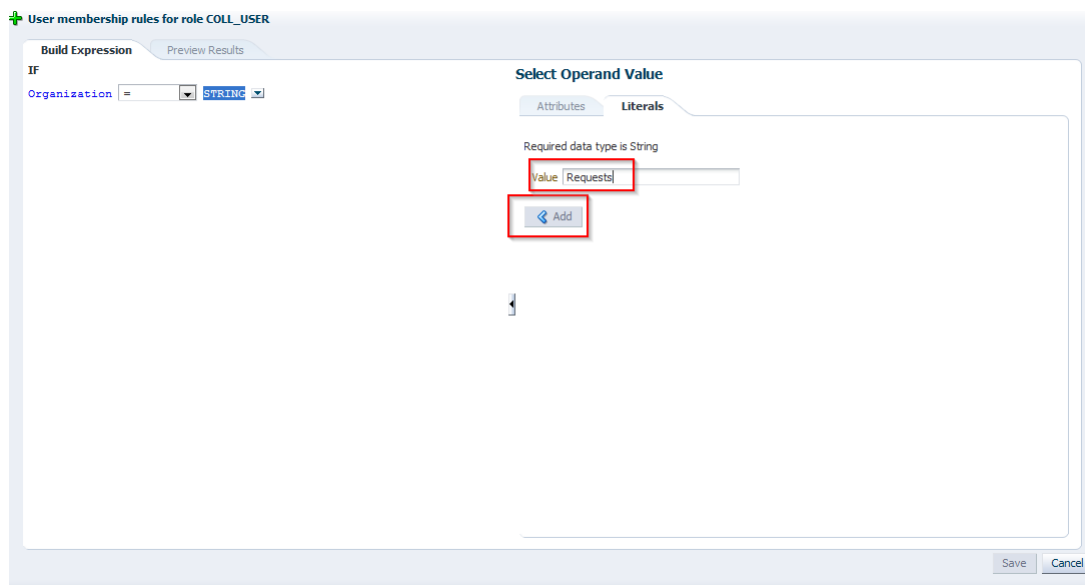 User membership rules for role COLL_USER
Build Expression Preview Results
IF
Organization = STRING
Select Operand Value
Attributes Literals
Required data type is String
Value Requests
Add
Save Cancel